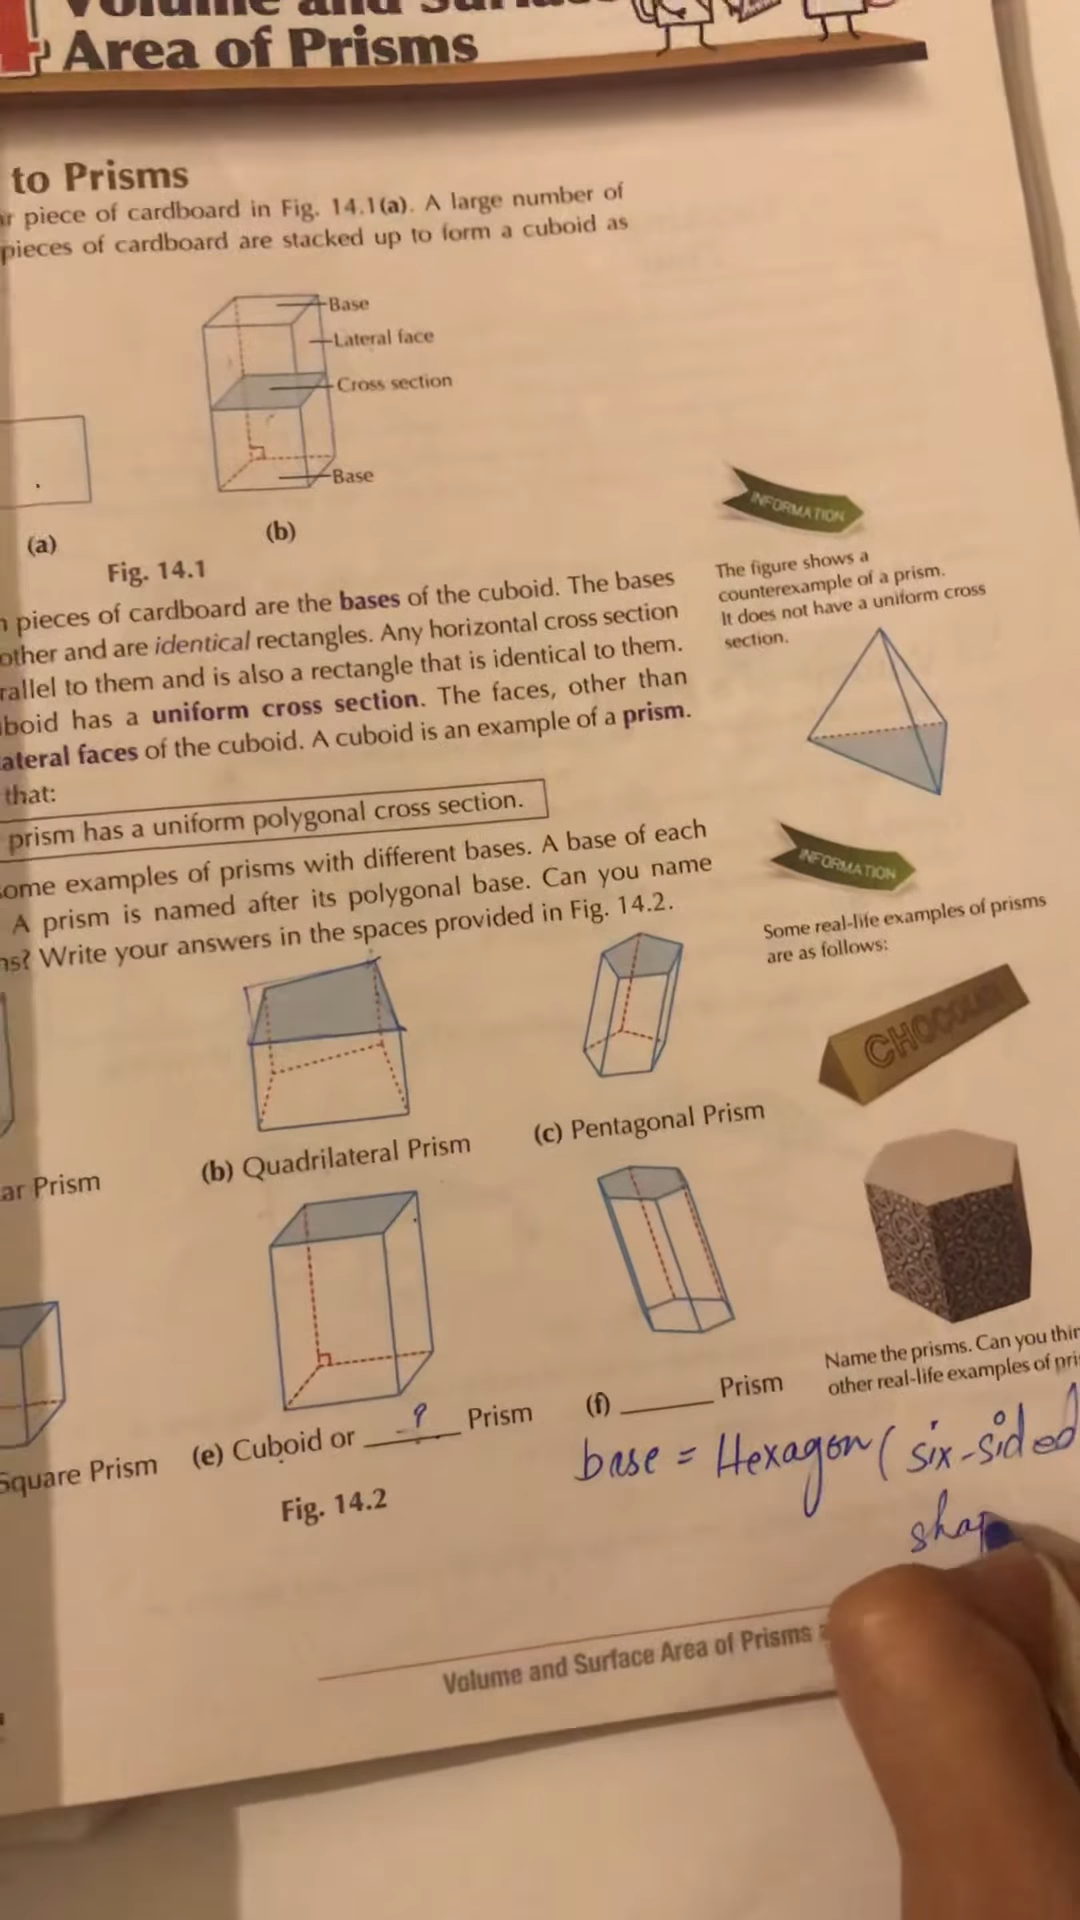 Volume and
Area of Prisms
to Prisms
piece of cardboard in Fig. 14.1(a). A large number of
pieces of cardboard are stacked up to form a cuboid as
Base
Lateral face
Cross section
Base
(a)
(b)
Fig. 14.1
pieces of cardboard are the bases of the cuboid. The bases
other and are identical rectangles. Any horizontal cross section
rallel to them and is also a rectangle that is identical to them.
boid has a uniform cross section. The faces, other than
ateral faces of the cuboid. A cuboid is an example of a prism.
that:
prism has a uniform polygonal cross section.
ome examples of prisms with different bases. A base of each
A prism is named after its polygonal base. Can you name
ns? Write your answers in the spaces provided in Fig. 14.2.
INFORMATION
The figure shows a
counterexample of a prism.
It does not have a uniform cross
section.
INFORMATION
Some real-life examples of prisms
are as follows:
CHOCOLATE
ar Prism
(b) Quadrilateral Prism
(c) Pentagonal Prism
Square Prism
(e) Cuboid or ? Prism
(f) ______ Prism
Fig. 14.2
Name the prisms. Can you thin
other real-life examples of pri
base = Hexagon ( six-sided
shap
Volume and Surface Area of Prisms